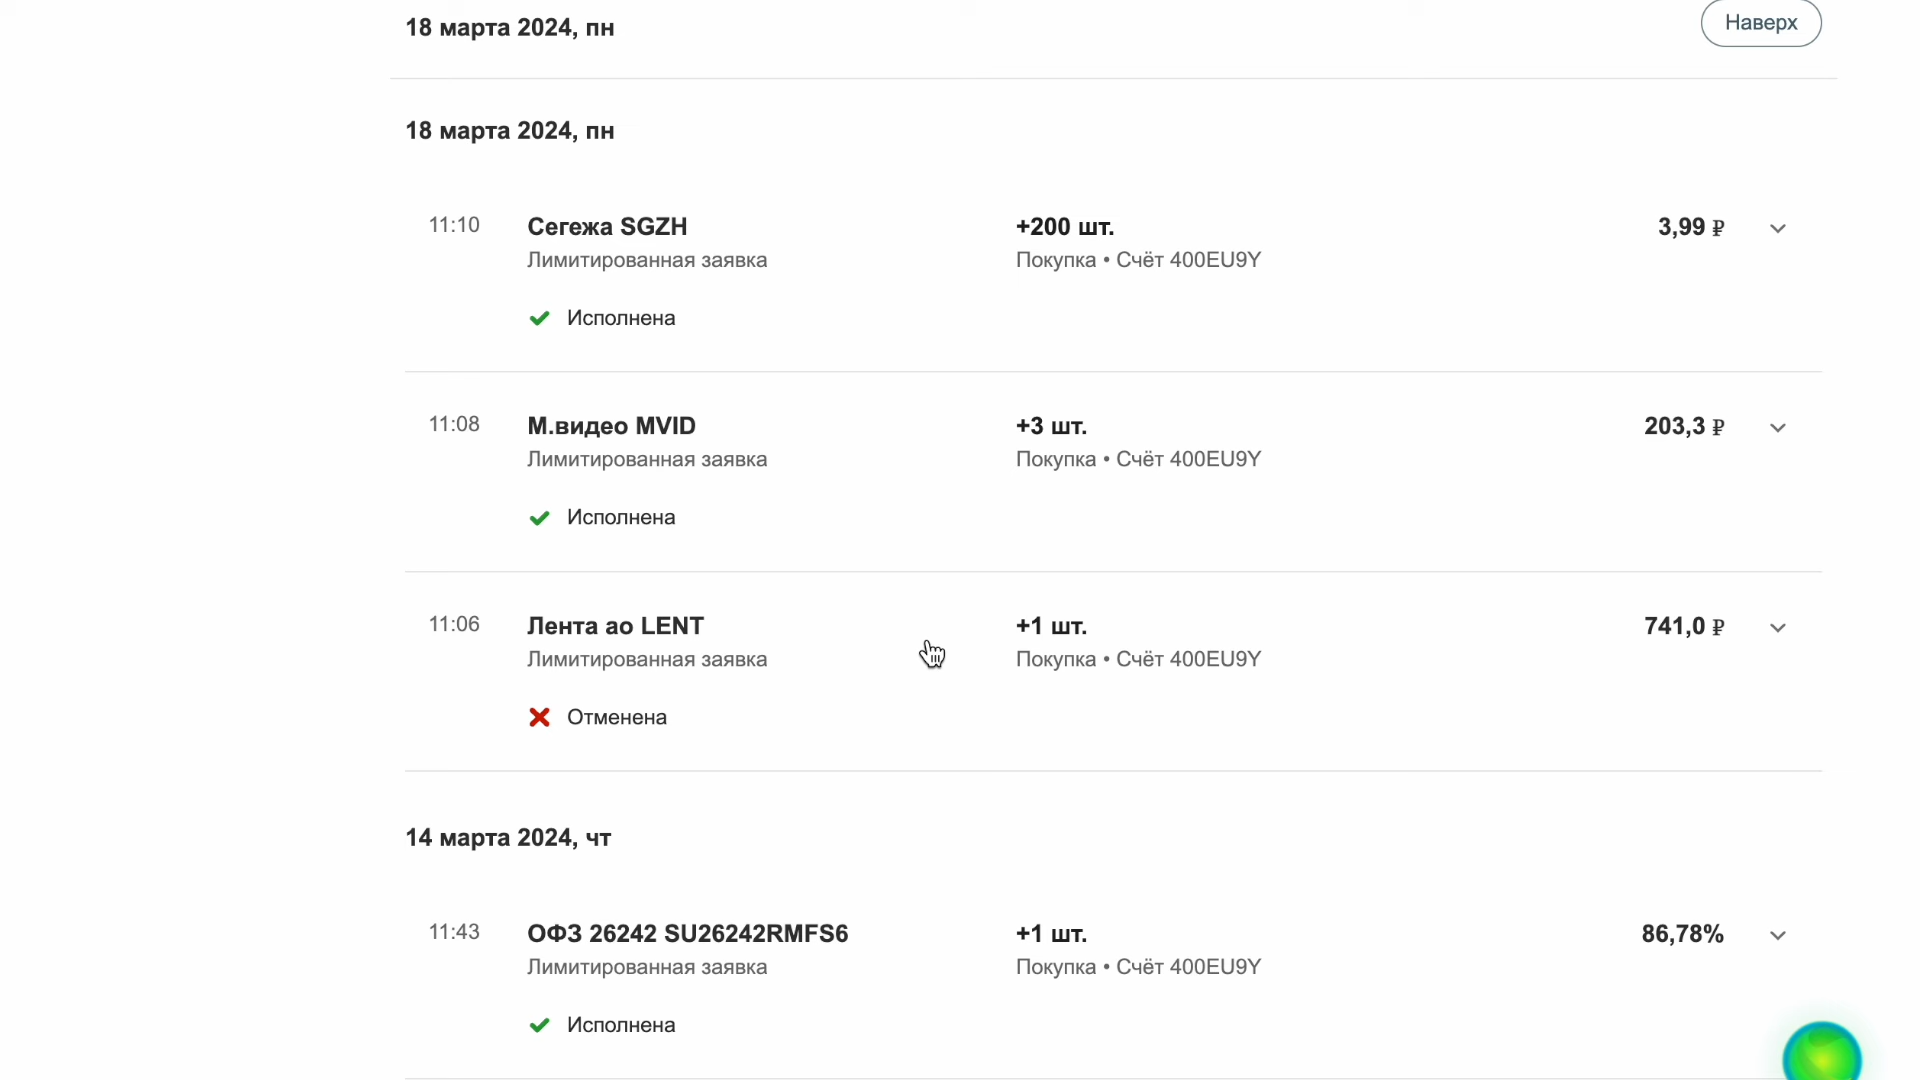 18 марта 2024, пн
Наверх
18 марта 2024, пн
11:10 Сегежа SGZH +200 шт. 3,99 ₽
Лимитированная заявка Покупка • Счёт 400EU9Y
Исполнена
11:08 М.видео MVID +3 шт. 203,3 ₽
Лимитированная заявка Покупка • Счёт 400EU9Y
Исполнена
11:06 Лента ао LENT +1 шт. 741,0 ₽
Лимитированная заявка Покупка • Счёт 400EU9Y
Отменена
14 марта 2024, чт
11:43 ОФЗ 26242 SU26242RMFS6 +1 шт. 86,78%
Лимитированная заявка Покупка • Счёт 400EU9Y
Исполнена